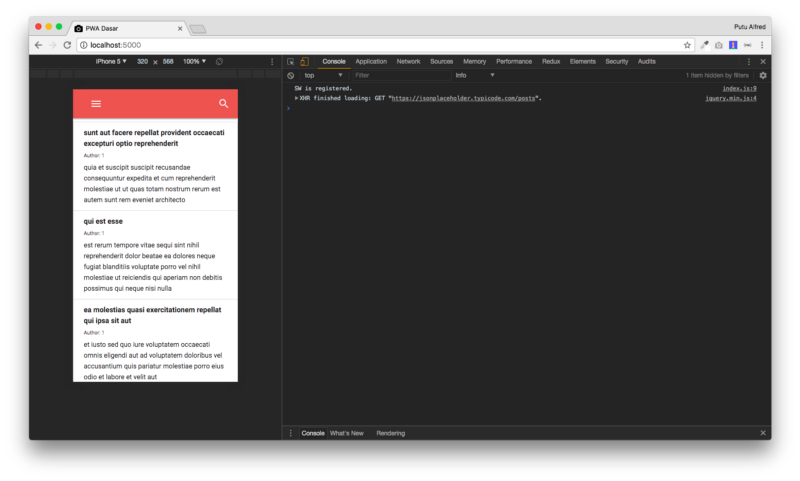 PWA Dasar
Putu Alfred
localhost:5000
iPhone 5 ▼ 320 × 568 100% ▼
Console Application Network Sources Memory Performance Redux Elements Security Audits
top ▼ Filter Info ▼ 1 item hidden by filters
SW is registered. index.js:9
XHR finished loading: GET "https://jsonplaceholder.typicode.com/posts". jquery.min.js:4
sunt aut facere repellat provident occaecati
excepturi optio reprehenderit
Author: 1
quia et suscipit suscipit recusandae
consequuntur expedita et cum reprehenderit
molestiae ut ut quas totam nostrum rerum est
autem sunt rem eveniet architecto
qui est esse
Author: 1
est rerum tempore vitae sequi sint nihil
reprehenderit dolor beatae ea dolores neque
fugiat blanditiis voluptate porro vel nihil
molestiae ut reiciendis qui aperiam non debitis
possimus qui neque nisi nulla
ea molestias quasi exercitationem repellat
qui ipsa sit aut
Author: 1
et iusto sed quo iure voluptatem occaecati
omnis eligendi aut ad voluptatem doloribus vel
accusantium quis pariatur molestiae porro eius
odio et labore et velit aut
Console What's New Rendering